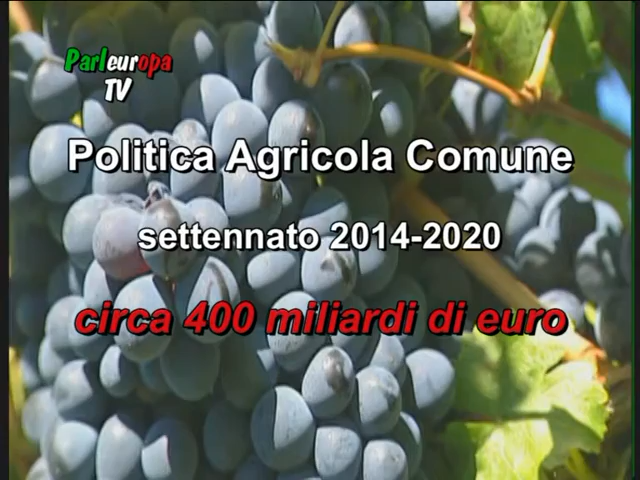 Parleuropa
TV
Politica Agricola Comune
settennato 2014-2020
circa 400 miliardi di euro